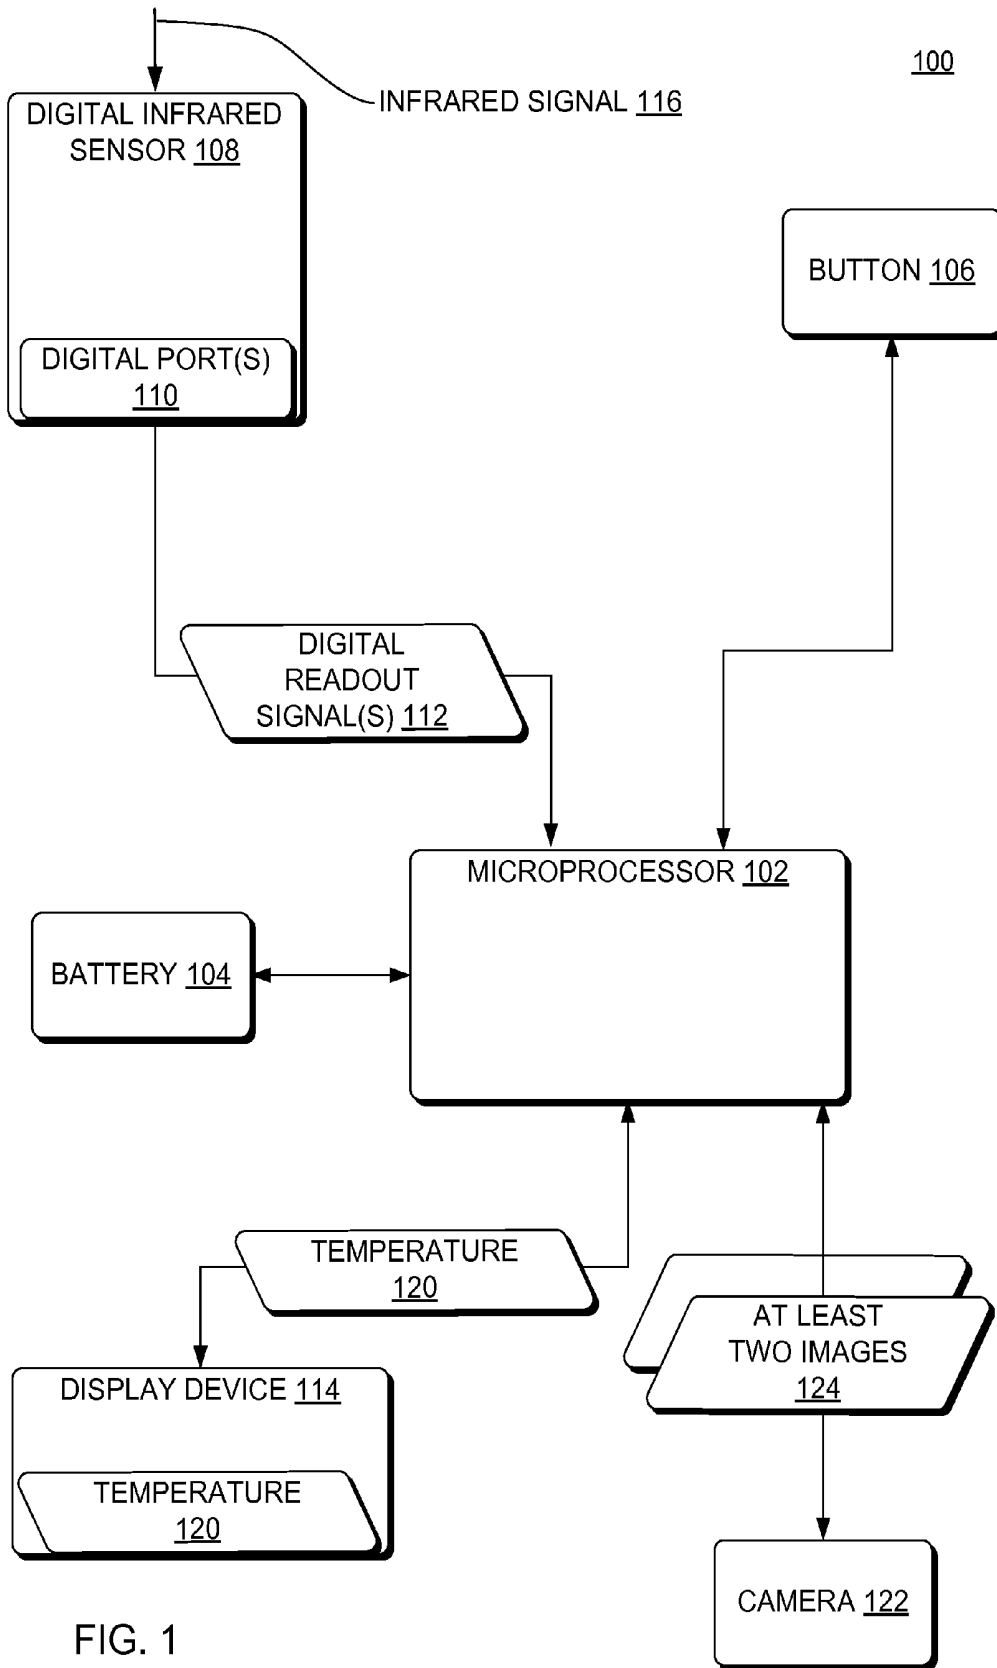 100
INFRARED SIGNAL 116
DIGITAL INFRARED
SENSOR 108
BUTTON 106
DIGITAL PORT(S)
110
DIGITAL
READOUT
SIGNAL(S) 112
MICROPROCESSOR 102
BATTERY 104
TEMPERATURE
120
AT LEAST
TWO IMAGES
124
DISPLAY DEVICE 114
TEMPERATURE
120
CAMERA 122
FIG. 1